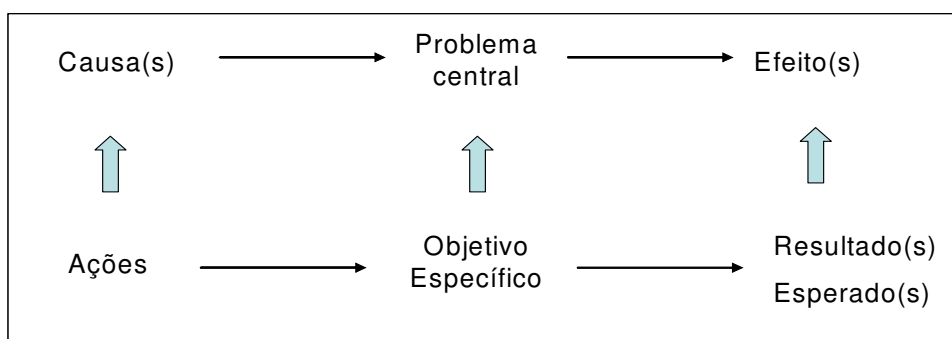 Causa(s)
Problema
central
Efeito(s)
Ações
Objetivo
Específico
Resultado(s)
Esperado(s)